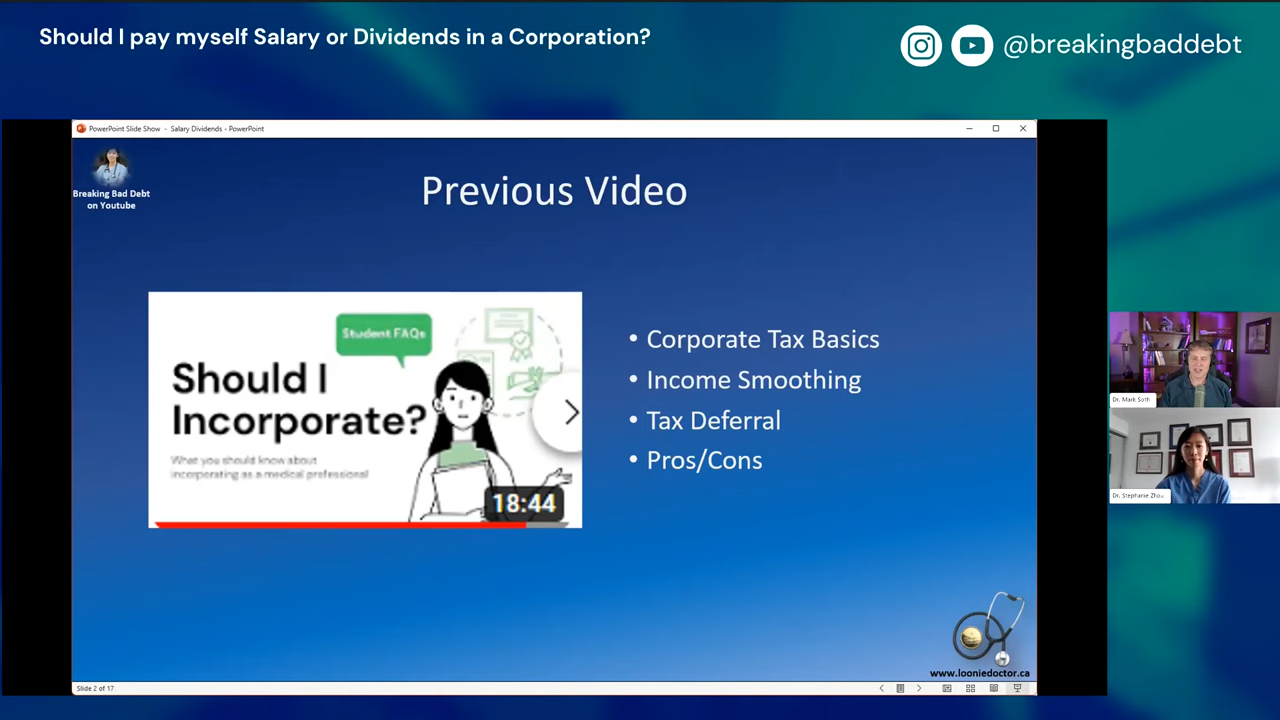 Should I pay myself Salary or Dividends in a Corporation?
@breakingbaddebt
PowerPoint Slide Show - Salary Dividends - PowerPoint
Breaking Bad Debt
on Youtube
Previous Video
Student FAQs
Should I
Incorporate?
What you should know about
incorporating as a medical professional
18:44
• Corporate Tax Basics
• Income Smoothing
• Tax Deferral
• Pros/Cons
Dr. Mark Soth
Dr. Stephanie Zhou
www.looniedoctor.ca
Slide 2 of 17